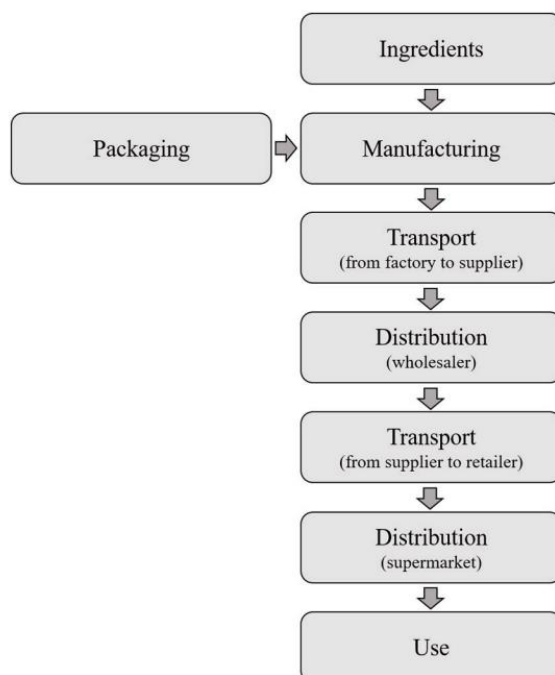 Ingredients
Packaging
Manufacturing
Transport
(from factory to supplier)
Distribution
(wholesaler)
Transport
(from supplier to retailer)
Distribution
(supermarket)
Use